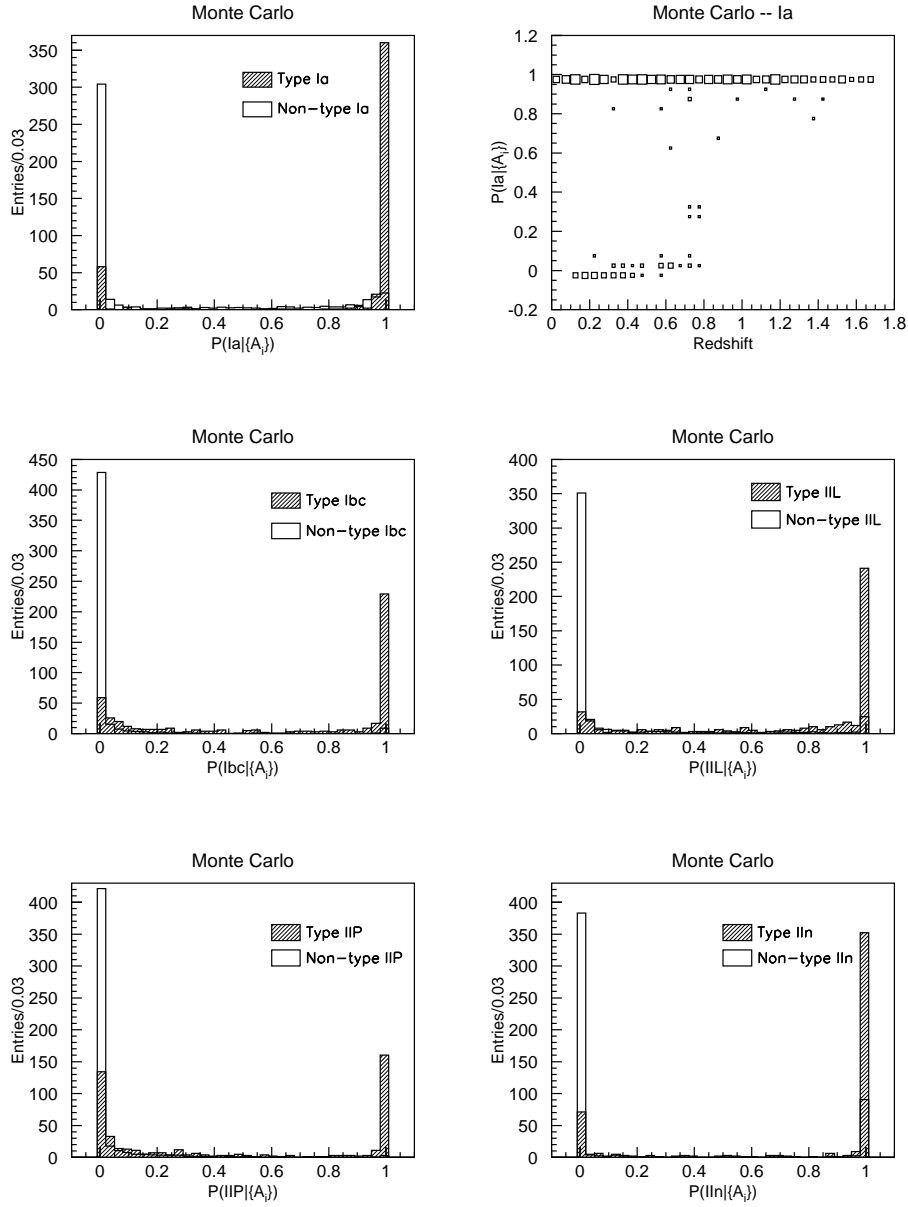 Monte Carlo
Entries/0.03
350
300
250
200
150
100
50
0
Type Ia
Non-type Ia
0 0.2 0.4 0.6 0.8 1
P(Ia|{A_i})
Monte Carlo -- Ia
P(Ia|{A_i})
1.2
1
0.8
0.6
0.4
0.2
0
-0.2
0 0.2 0.4 0.6 0.8 1 1.2 1.4 1.6 1.8
Redshift
Monte Carlo
Entries/0.03
450
400
350
300
250
200
150
100
50
0
Type Ibc
Non-type Ibc
0 0.2 0.4 0.6 0.8 1
P(Ibc|{A_i})
Monte Carlo
Entries/0.03
400
350
300
250
200
150
100
50
0
Type IIL
Non-type IIL
0 0.2 0.4 0.6 0.8 1
P(IIL|{A_i})
Monte Carlo
Entries/0.03
400
350
300
250
200
150
100
50
0
Type IIP
Non-type IIP
0 0.2 0.4 0.6 0.8 1
P(IIP|{A_i})
Monte Carlo
Entries/0.03
400
350
300
250
200
150
100
50
0
Type IIn
Non-type IIn
0 0.2 0.4 0.6 0.8 1
P(IIn|{A_i})